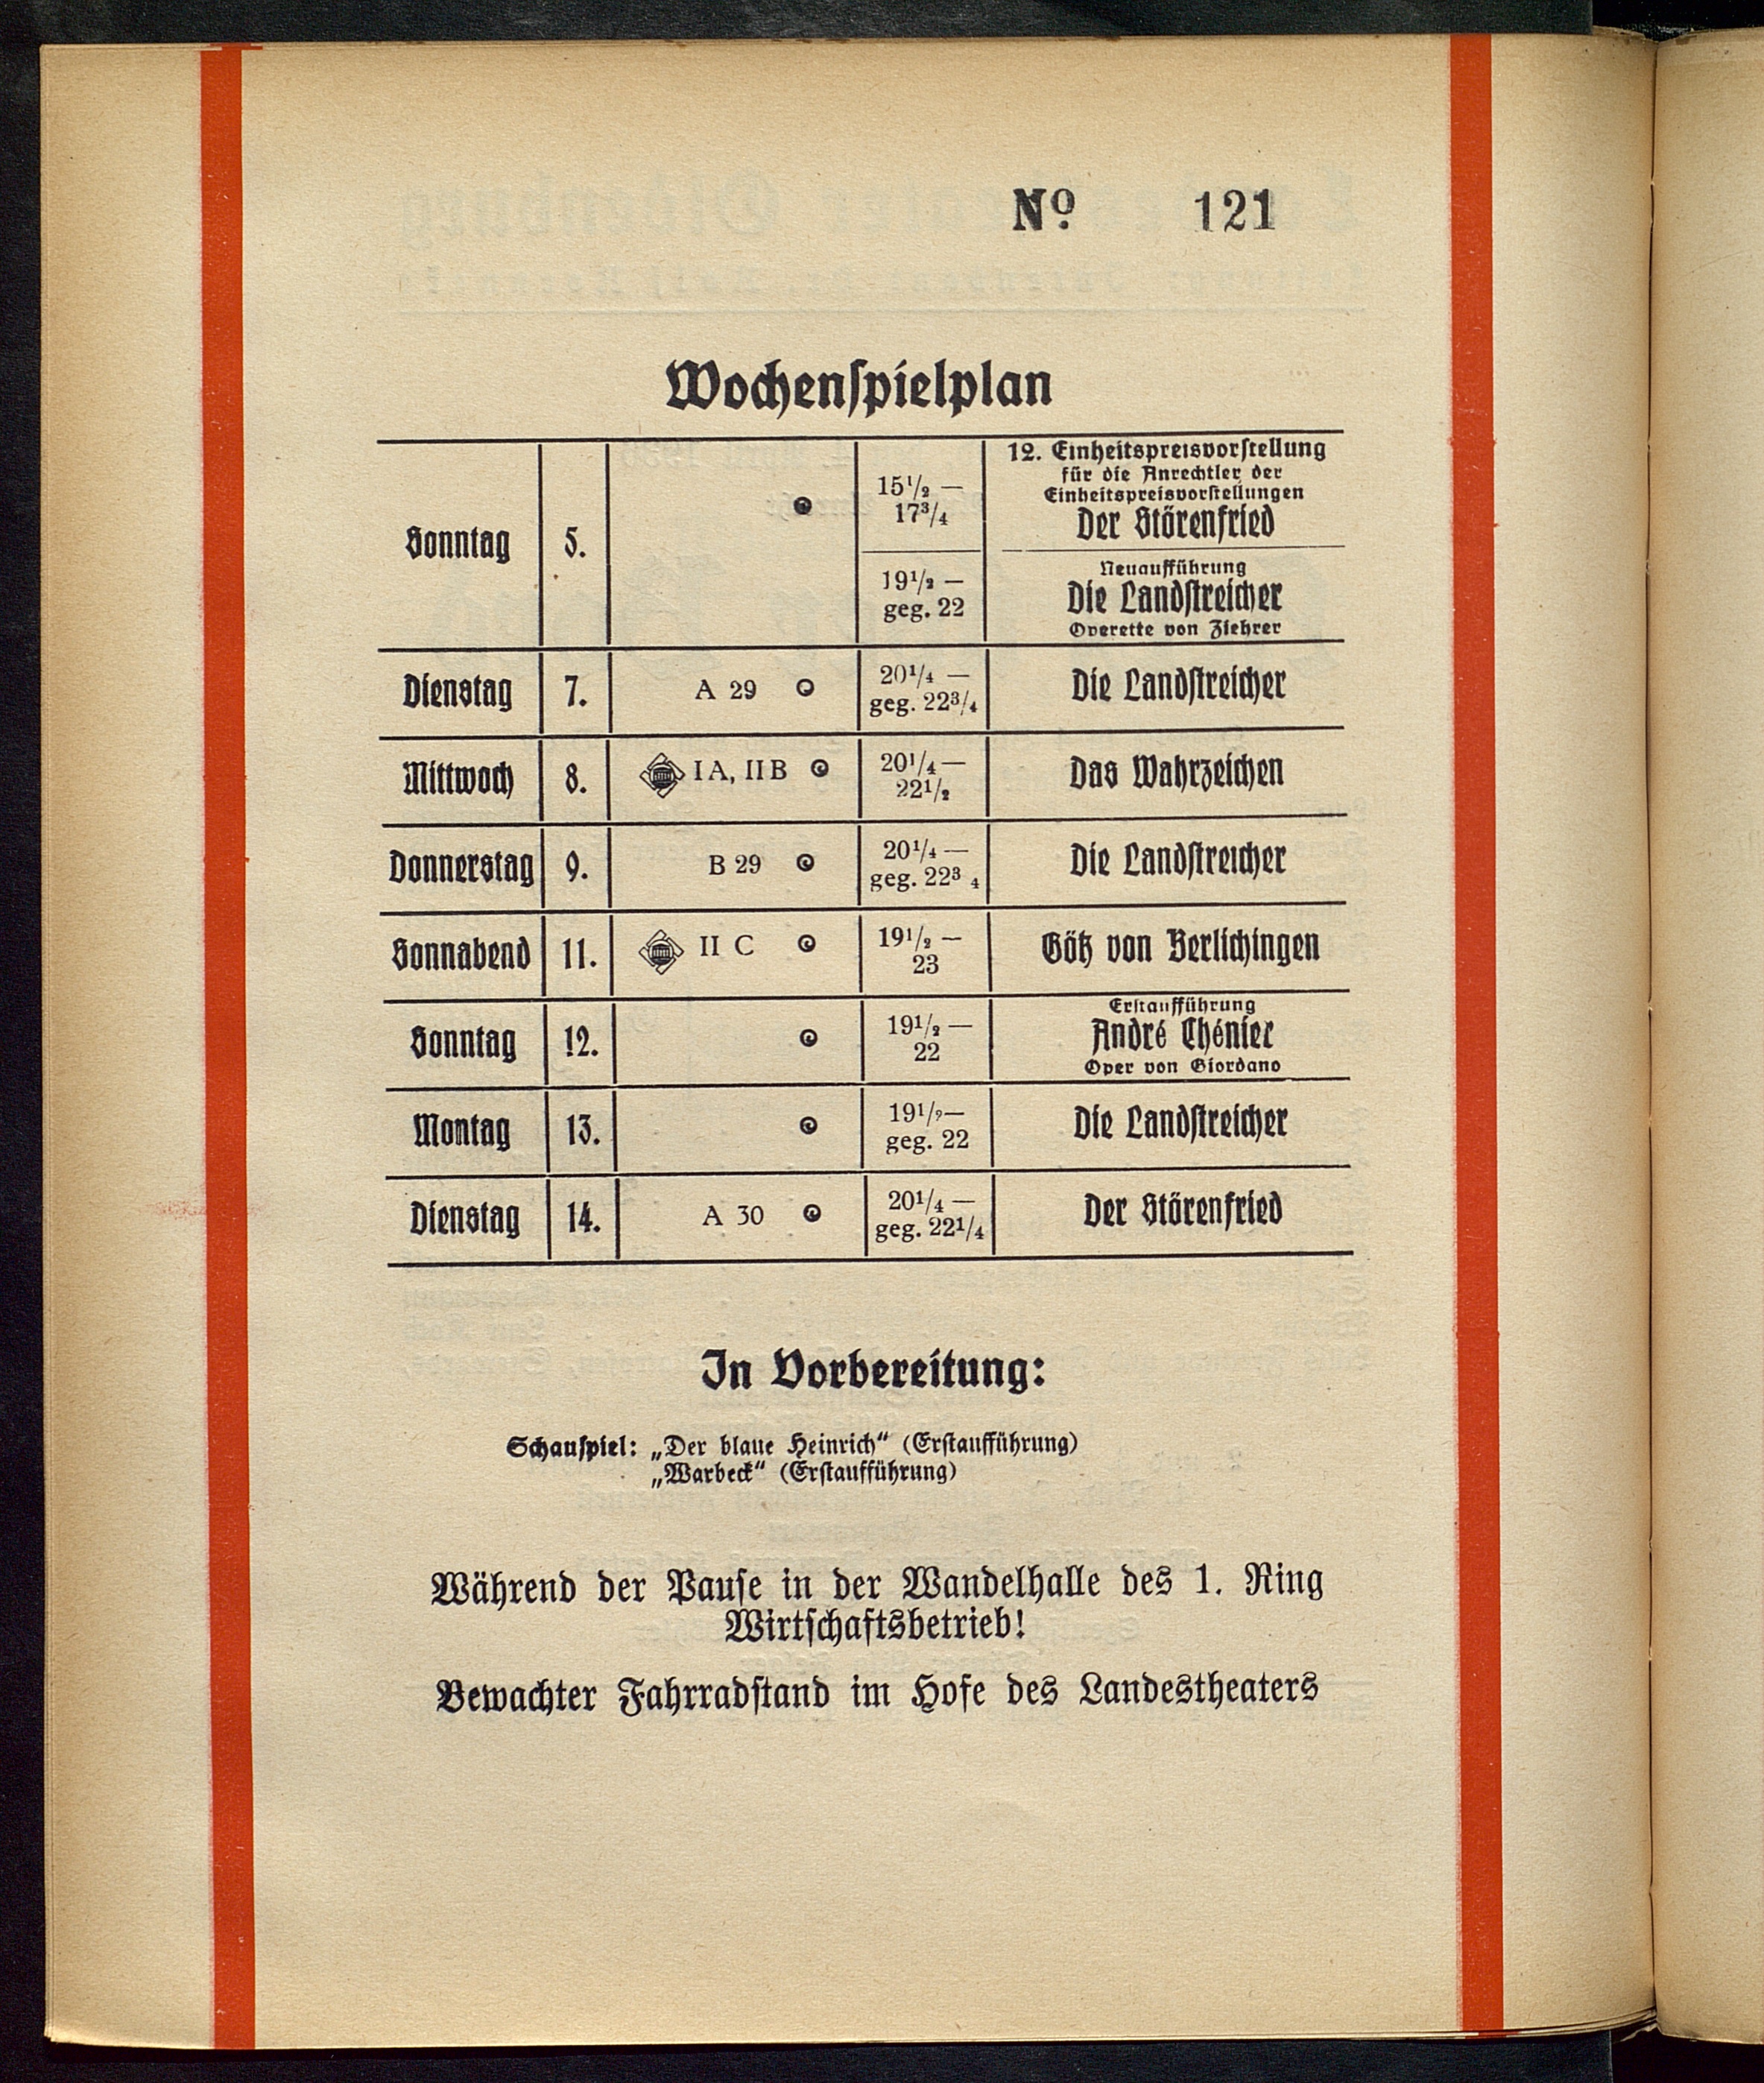 Nº 121
Wochenspielplan
Sonntag 5.
15½ —
17¾
12. Einheitspreisvorstellung
für die Anrechtler der
Einheitspreisvorstellungen
Der Störenfried
19½ —
geg. 22
Neuaufführung
Die Landstreicher
Operette von Ziehrer
Dienstag 7. A 29
20¼ —
geg. 22¾
Die Landstreicher
Mittwoch 8. I A, II B
20¼ —
22½
Das Wahrzeichen
Donnerstag 9. B 29
20¼ —
geg. 22³ ₄
Die Landstreicher
Sonnabend 11. II C
19½ —
23
Götz von Berlichingen
Sonntag 12.
19½ —
22
Erstaufführung
André Chénier
Oper von Giordano
Montag 13.
19½—
geg. 22
Die Landstreicher
Dienstag 14. A 30
20¼ —
geg. 22¼
Der Störenfried
In Vorbereitung:
Schauspiel: „Der blaue Heinrich“ (Erstaufführung)
„Warbeck“ (Erstaufführung)
Während der Pause in der Wandelhalle des 1. Ring
Wirtschaftsbetrieb!
Bewachter Fahrradstand im Hofe des Landestheaters